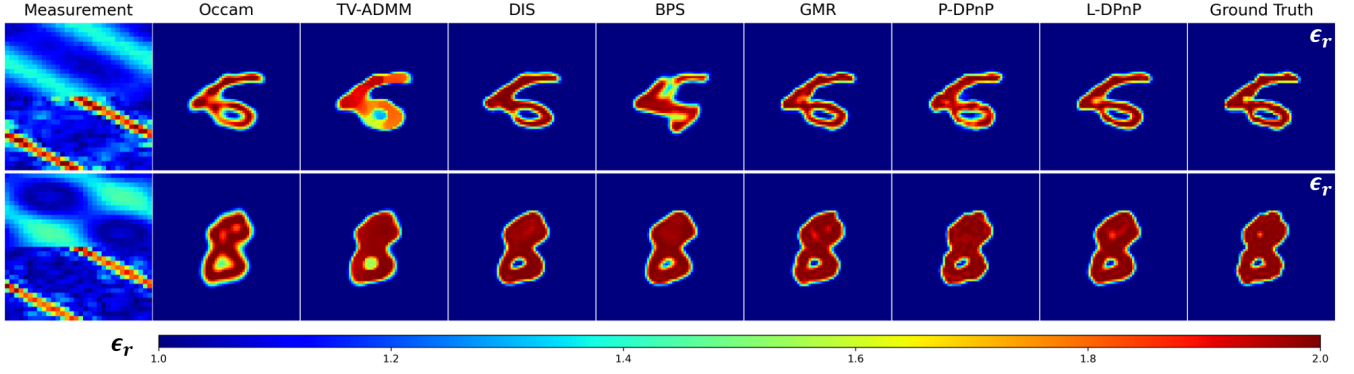 Measurement Occam TV-ADMM DIS BPS GMR P-DPnP L-DPnP Ground Truth
ϵr
ϵr
ϵr
1.0 1.2 1.4 1.6 1.8 2.0